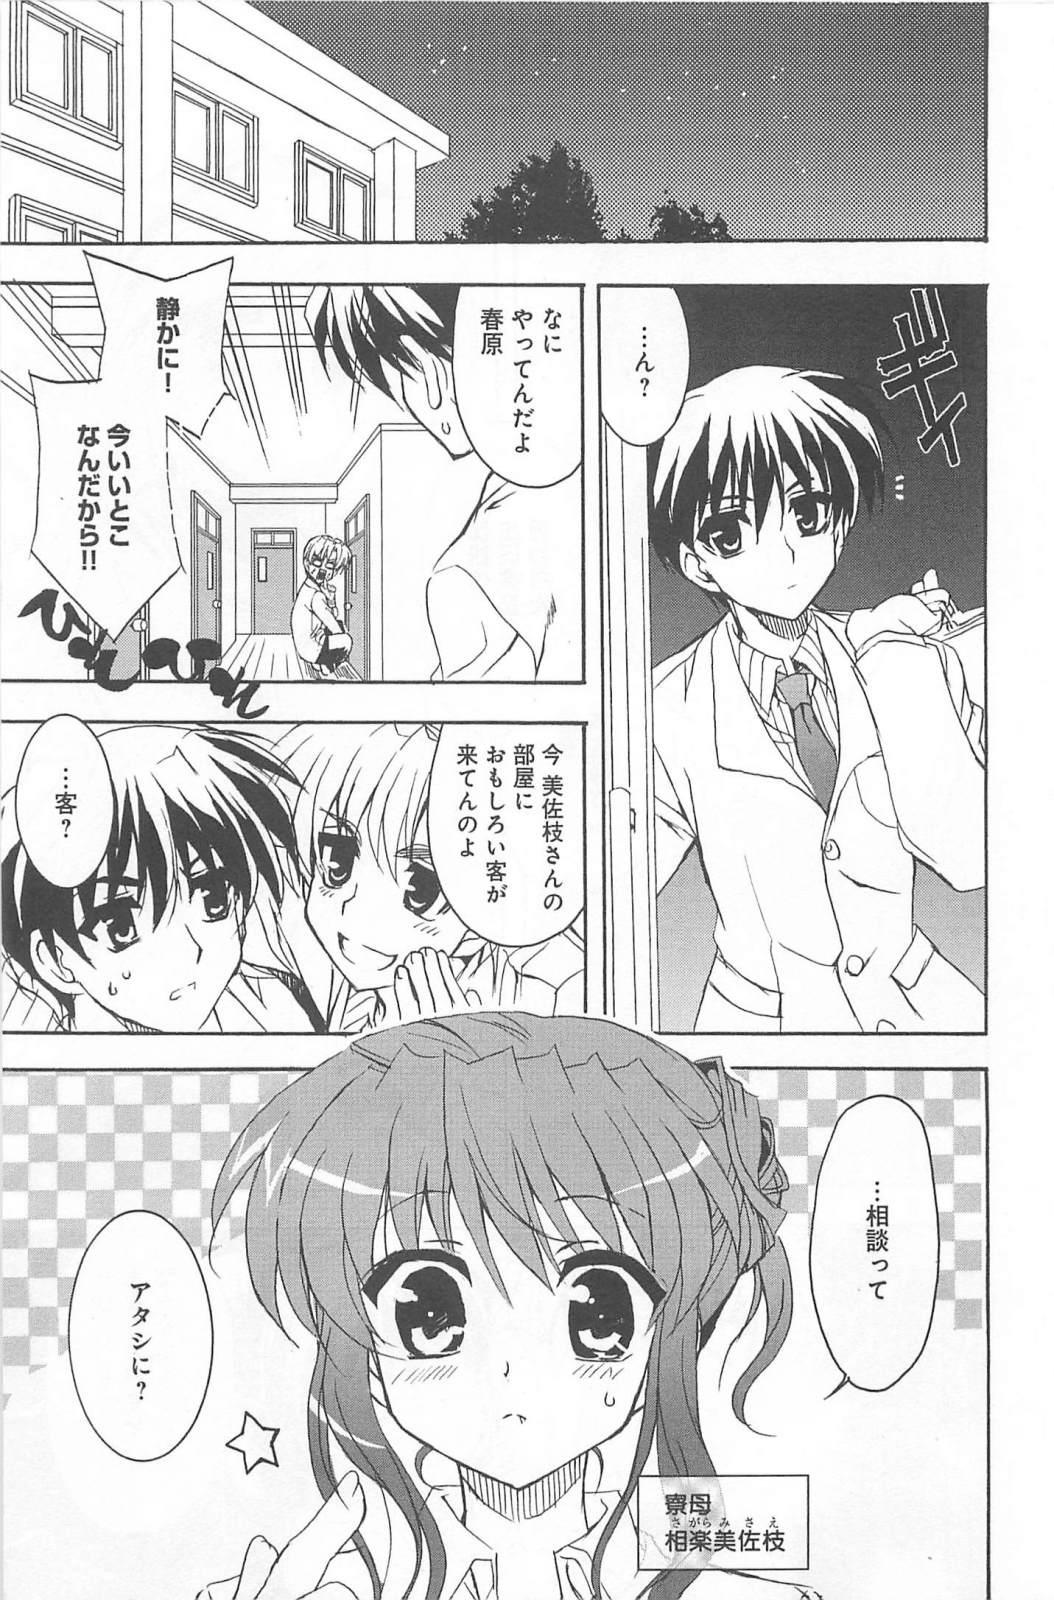 ギィィ
…ん？
なに
やってんだよ
春原
静かに！
今いいとこ
なんだから!!
ひそひそ
今 美佐枝さんの
部屋に
おもしろい客が
来てんのよ
…客？
…相談って
アタシに？
寮母
さがらみさえ
相楽美佐枝